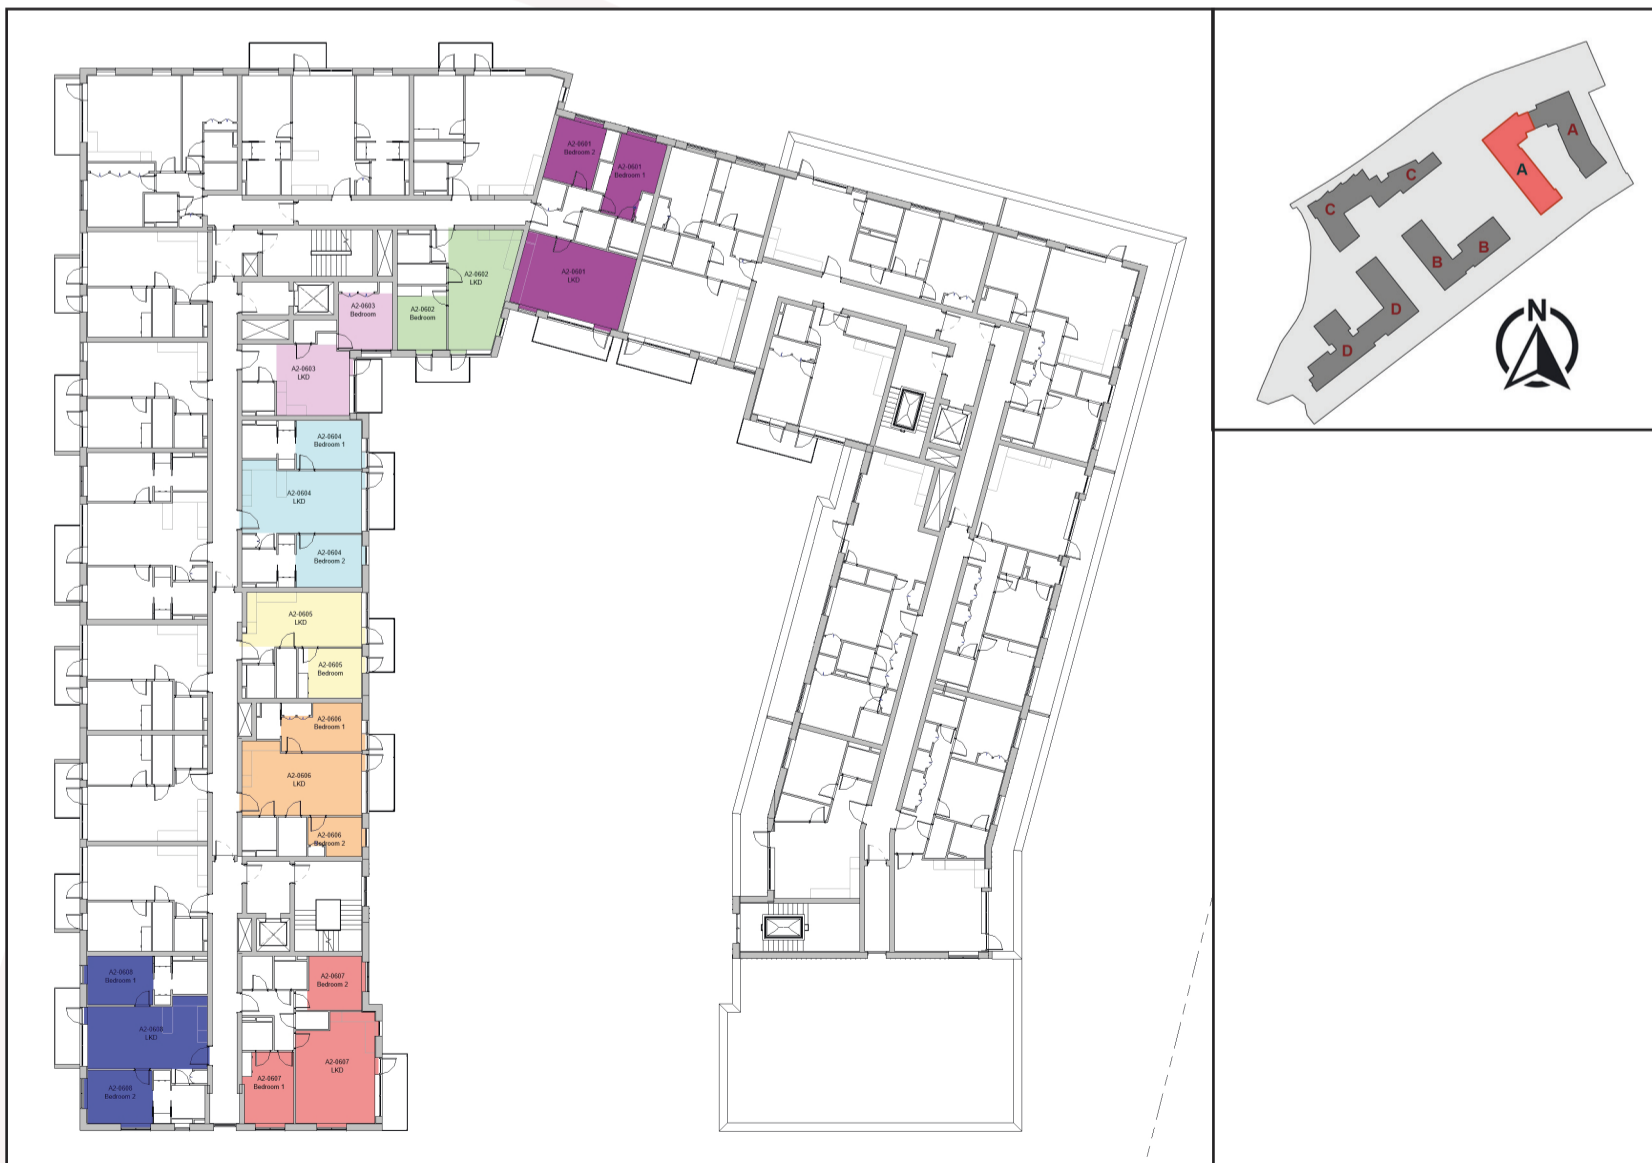 A2-0601
Bedroom 2
A2-0601
Bedroom 1
A2-0601
LKD
A2-0602
LKD
A2-0602
Bedroom
A2-0603
Bedroom
A2-0603
LKD
A2-0604
Bedroom 1
A2-0604
LKD
A2-0604
Bedroom 2
A2-0605
LKD
A2-0605
Bedroom
A2-0606
Bedroom 1
A2-0606
LKD
A2-0606
Bedroom 2
A2-0608
Bedroom 1
A2-0608
LKD
A2-0608
Bedroom 2
A2-0607
Bedroom 2
A2-0607
LKD
A2-0607
Bedroom 1
A
A
C
C
B
B
D
D
N